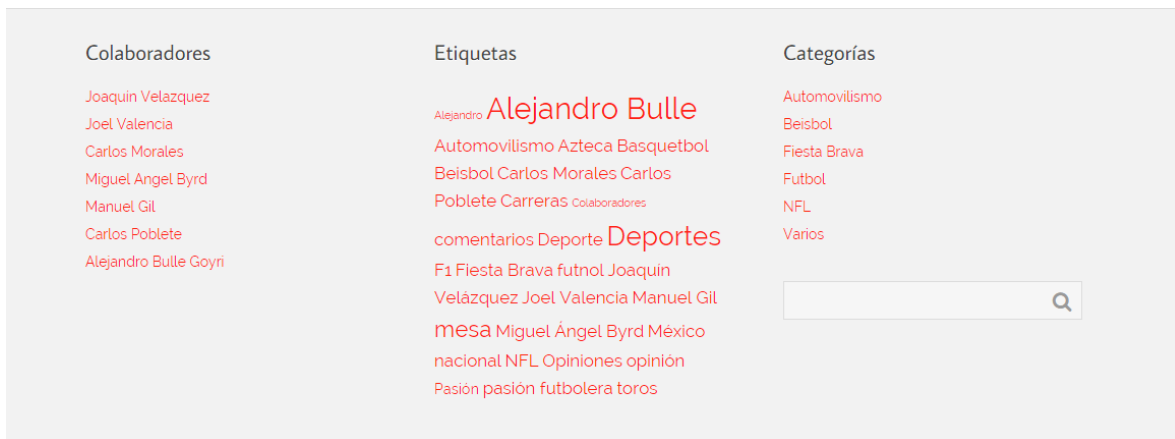 Colaboradores
Joaquin Velazquez
Joel Valencia
Carlos Morales
Miguel Angel Byrd
Manuel Gil
Carlos Poblete
Alejandro Bulle Goyri
Etiquetas
Alejandro Alejandro Bulle
Automovilismo Azteca Basquetbol
Beisbol Carlos Morales Carlos
Poblete Carreras Colaboradores
comentarios Deporte Deportes
F1 Fiesta Brava futnol Joaquín
Velázquez Joel Valencia Manuel Gil
mesa Miguel Ángel Byrd México
nacional NFL Opiniones opinión
Pasión pasión futbolera toros
Categorías
Automovilismo
Beisbol
Fiesta Brava
Futbol
NFL
Varios